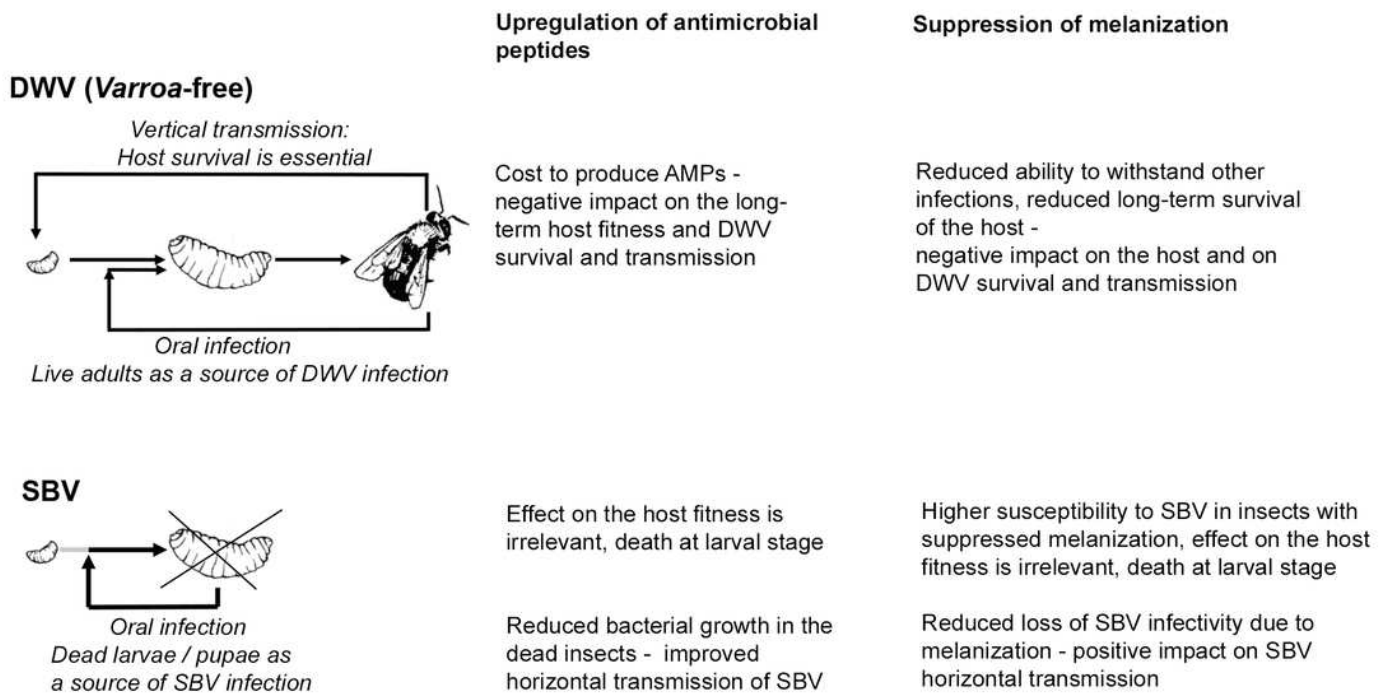 Upregulation of antimicrobial
peptides
Suppression of melanization
DWV (Varroa-free)
Vertical transmission:
Host survival is essential
Oral infection
Live adults as a source of DWV infection
Cost to produce AMPs -
negative impact on the long-
term host fitness and DWV
survival and transmission
Reduced ability to withstand other
infections, reduced long-term survival
of the host -
negative impact on the host and on
DWV survival and transmission
SBV
Oral infection
Dead larvae / pupae as
a source of SBV infection
Effect on the host fitness is
irrelevant, death at larval stage
Reduced bacterial growth in the
dead insects - improved
horizontal transmission of SBV
Higher susceptibility to SBV in insects with
suppressed melanization, effect on the host
fitness is irrelevant, death at larval stage
Reduced loss of SBV infectivity due to
melanization - positive impact on SBV
horizontal transmission